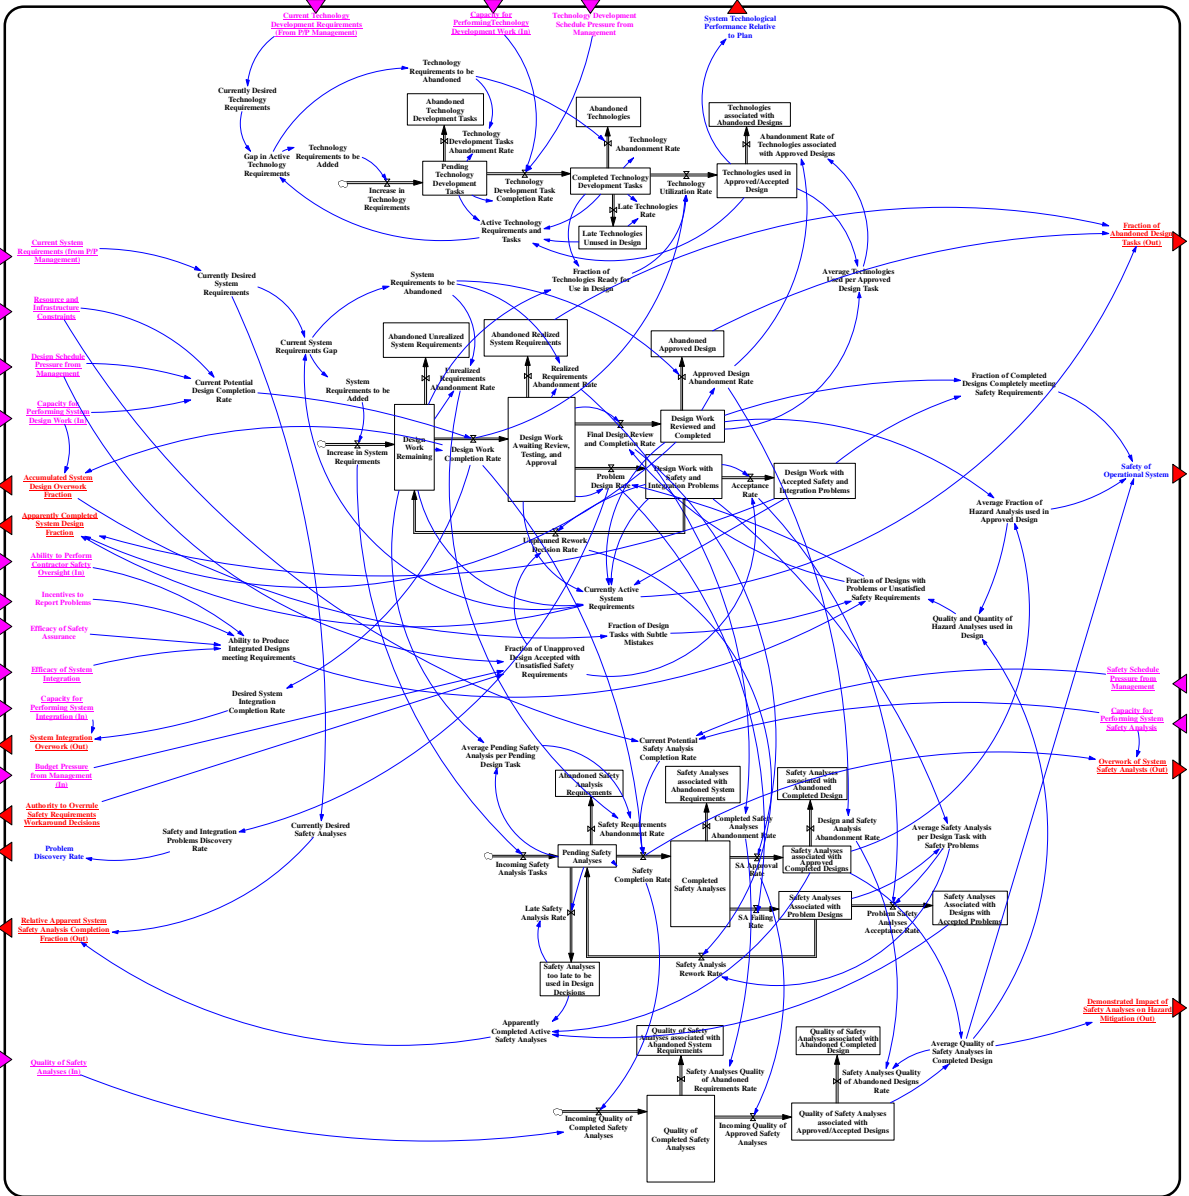 Current Technology
Development Requirements
(From P/P Management)
Capacity for
PerformingTechnology
Development Work (In)
Technology Development
Schedule Pressure from
Management
System Technological
Performance Relative
to Plan
Technology
Requirements to be
Abandoned
Currently Desired
Technology
Requirements
Abandoned
Technology
Development Tasks
Abandoned
Technologies
Technologies
associated with
Abandoned Designs
Gap in Active
Technology
Requirements
Technology
Requirements to be
Added
Technology
Development Tasks
Abandonment Rate
Technology
Abandonment Rate
Abandonment Rate of
Technologies associated
with Approved Designs
Increase in
Technology
Requirements
Pending
Technology
Development
Tasks
Technology
Development Task
Completion Rate
Completed Technology
Development Tasks
Technology
Utilization Rate
Technologies used in
Approved/Accepted
Design
Active Technology
Requirements and
Tasks
Late Technologies
Rate
Late Technologies
Unused in Design
Fraction of
Abandoned Design
Tasks (Out)
Current System
Requirements (from P/P
Management)
Currently Desired
System
Requirements
System
Requirements to be
Abandoned
Fraction of
Technologies Ready for
Use in Design
Average Technologies
Used per Approved
Design Task
Resource and
Infrastructure
Constraints
Current System
Requirements Gap
Abandoned Unrealized
System Requirements
Abandoned Realized
System Requirements
Abandoned
Approved Design
Design Schedule
Pressure from
Management
Current Potential
Design Completion
Rate
System
Requirements to be
Added
Unrealized
Requirements
Abandonment Rate
Realized
Requirements
Abandonment Rate
Approved Design
Abandonment Rate
Fraction of Completed
Designs Completely meeting
Safety Requirements
Capacity for
Performing System
Design Work (In)
Increase in System
Requirements
Design
Work
Remaining
Design Work
Completion Rate
Design Work
Awaiting Review,
Testing, and
Approval
Final Design Review
and Completion Rate
Design Work
Reviewed and
Completed
Problem
Design Rate
Design Work with
Safety and
Integration Problems
Acceptance
Rate
Design Work with
Accepted Safety and
Integration Problems
Safety of
Operational System
Accumulated System
Design Overwork
Fraction
Average Fraction of
Hazard Analysis used in
Approved Design
Apparently Completed
System Design
Fraction
Unplanned Rework
Decision Rate
Ability to Perform
Contractor Safety
Oversight (In)
Incentives to
Report Problems
Currently Active
System
Requirements
Fraction of Designs with
Problems or Unsatisfied
Safety Requirements
Efficacy of Safety
Assurance
Ability to Produce
Integrated Designs
meeting Requirements
Fraction of Design
Tasks with Subtle
Mistakes
Quality and Quantity of
Hazard Analyses used in
Design
Efficacy of System
Integration
Fraction of Unapproved
Design Accepted with
Unsatisfied Safety
Requirements
Safety Schedule
Pressure from
Management
Capacity for
Performing System
Integration (In)
Desired System
Integration
Completion Rate
Capacity for
Performing System
Safety Analysis
System Integration
Overwork (Out)
Average Pending Safety
Analysis per Pending
Design Task
Current Potential
Safety Analysis
Completion Rate
Overwork of System
Safety Analysts (Out)
Budget Pressure
from Management
(In)
Abandoned Safety
Analysis
Requirements
Safety Analyses
associated with
Abandoned System
Requirements
Safety Analyses
associated with
Abandoned
Completed Design
Authority to Overrule
Safety Requirements
Workaround Decisions
Safety and Integration
Problems Discovery
Rate
Currently Desired
Safety Analyses
Safety Requirements
Abandonment Rate
Completed Safety
Analyses
Abandonment Rate
Design and Safety
Analysis
Abandonment Rate
Average Safety Analysis
per Design Task with
Safety Problems
Problem
Discovery Rate
Incoming Safety
Analysis Tasks
Pending Safety
Analyses
Safety
Completion Rate
Completed
Safety Analyses
SA Approval
Rate
Safety Analyses
associated with
Approved
Completed Designs
Late Safety
Analysis Rate
SA Failing
Rate
Safety Analyses
Associated with
Problem Designs
Problem Safety
Analyses
Acceptance Rate
Safety Analyses
Associated with
Designs with
Accepted Problems
Relative Apparent System
Safety Analysis Completion
Fraction (Out)
Safety Analyses
too late to be
used in Design
Decisions
Safety Analysis
Rework Rate
Apparently
Completed Active
Safety Analyses
Quality of Safety
Analyses associated with
Abandoned System
Requirements
Quality of Safety
Analyses associated with
Abandoned Completed
Design
Average Quality of
Safety Analyses in
Completed Design
Demonstrated Impact of
Safety Analyses on Hazard
Mitigation (Out)
Quality of Safety
Analyses (In)
Safety Analyses Quality
of Abandoned
Requirements Rate
Safety Analyses Quality
of Abandoned Designs
Rate
Incoming Quality of
Completed Safety
Analyses
Quality of
Completed Safety
Analyses
Incoming Quality of
Approved Safety
Analyses
Quality of Safety Analyses
associated with
Approved/Accepted Designs